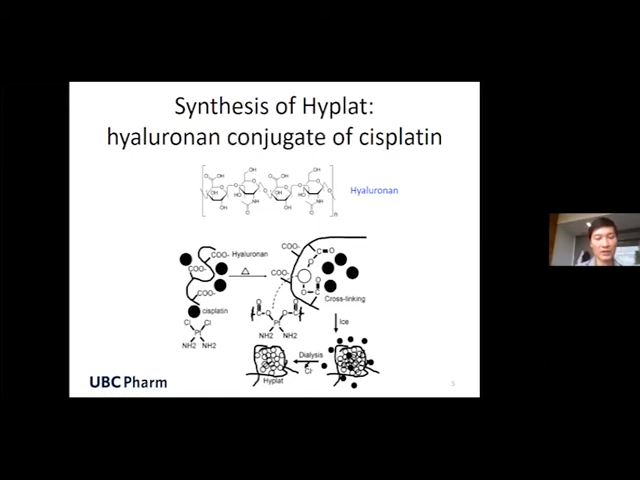 Synthesis of Hyplat:
hyaluronan conjugate of cisplatin
Hyaluronan
n
COO-
Hyaluronan
COO-
COO-
cisplatin
Cl
Cl
Pt
NH2
NH2
COO-
COO-
Cross-linking
Pt
NH2
NH2
Ice
Dialysis
Cl-
Hyplat
UBC Pharm
5